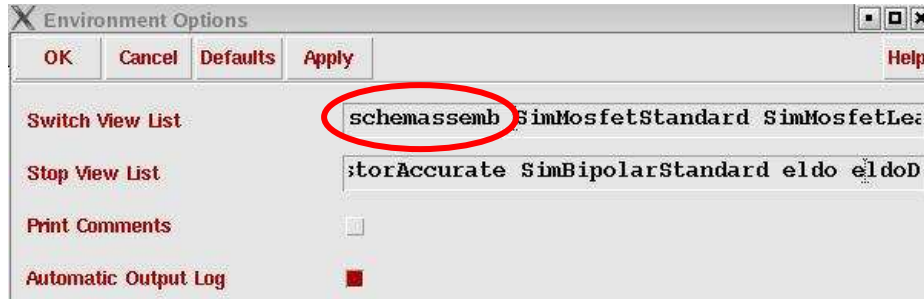 Environment Options
OK Cancel Defaults Apply Help
Switch View List schemassemb SimMosfetStandard SimMosfetLea
Stop View List storAccurate SimBipolarStandard eldo eldoD
Print Comments
Automatic Output Log